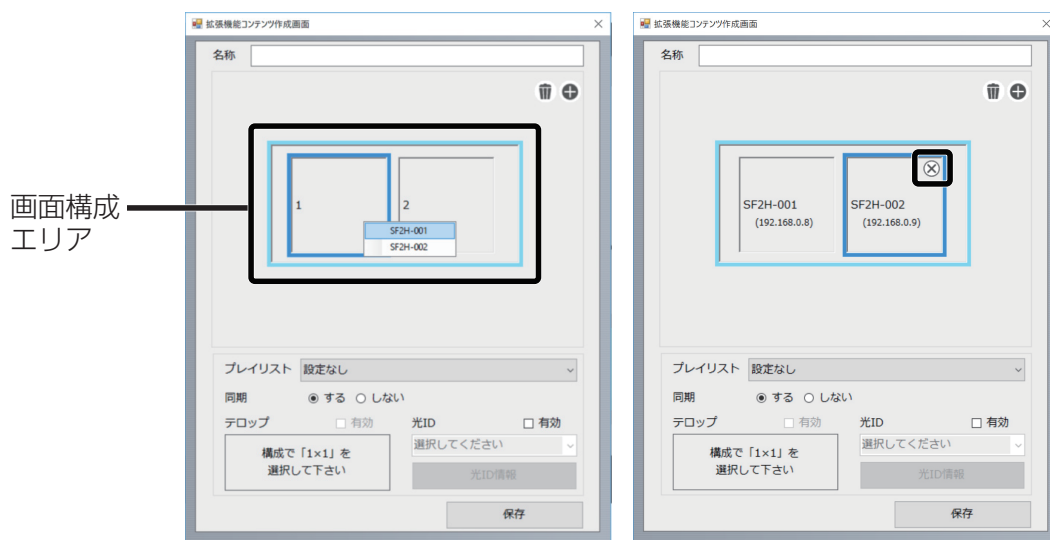 画面構成
エリア
拡張機能コンテンツ作成画面
名称
1
2
SF2H-001
SF2H-002
プレイリスト 設定なし
同期 する しない
テロップ 有効 光ID 有効
構成で「1×1」を
選択して下さい
選択してください
光ID情報
保存
拡張機能コンテンツ作成画面
名称
SF2H-001
(192.168.0.8)
SF2H-002
(192.168.0.9)
プレイリスト 設定なし
同期 する しない
テロップ 有効 光ID 有効
構成で「1×1」を
選択して下さい
選択してください
光ID情報
保存